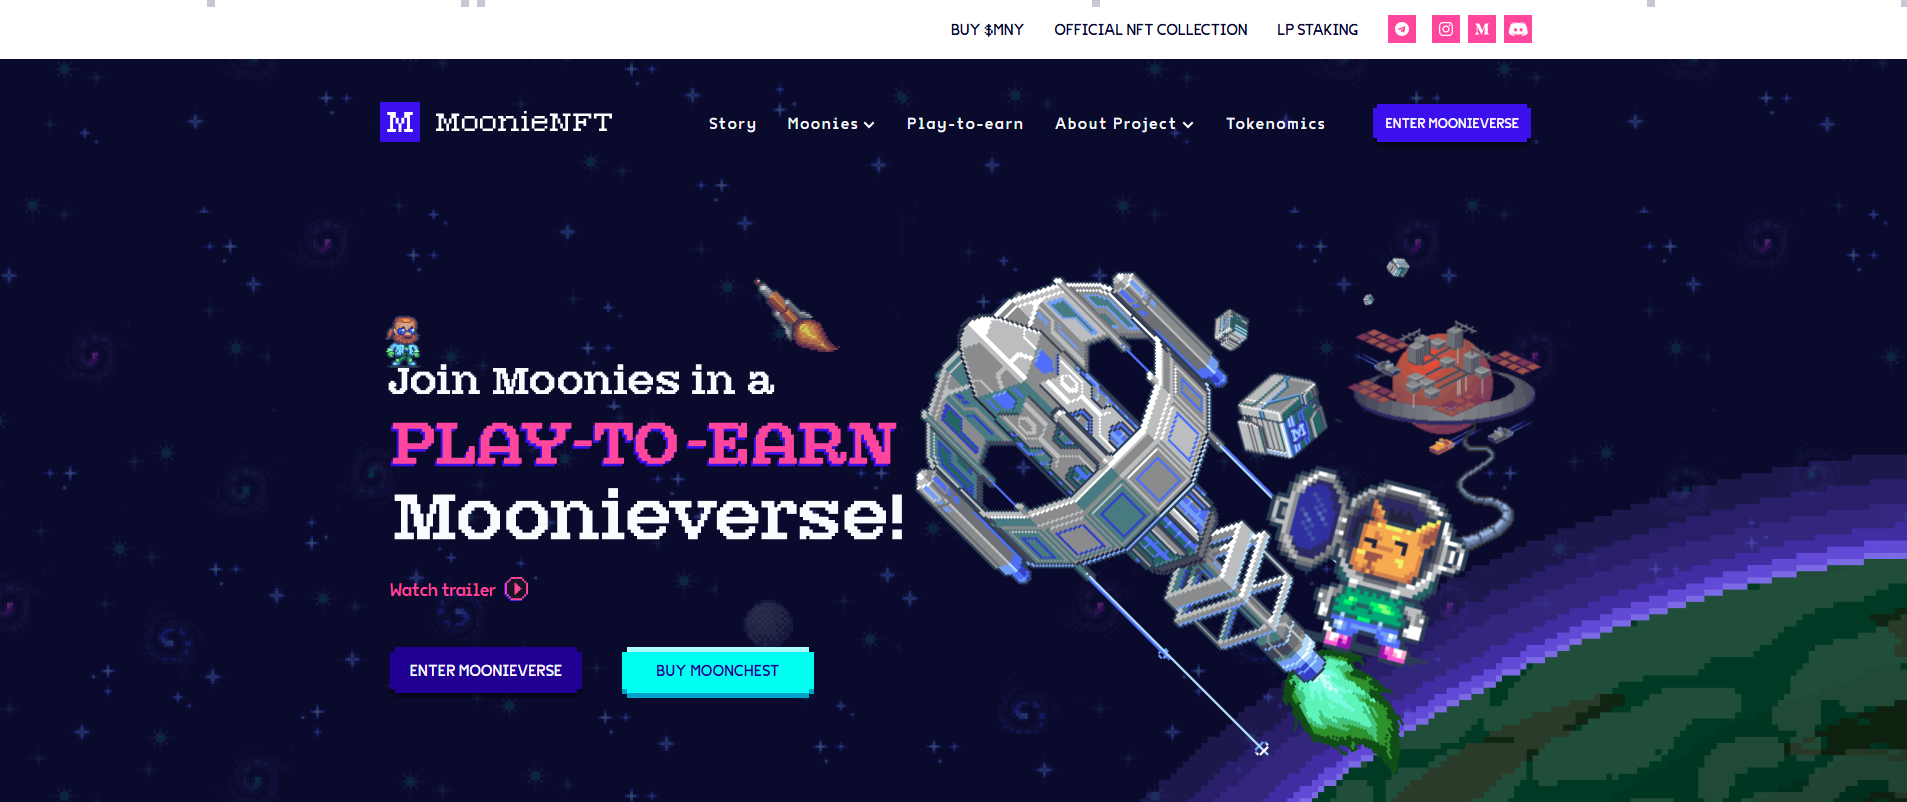 BUY $MNY OFFICIAL NFT COLLECTION LP STAKING
M MoonieNFT Story Moonies Play-to-earn About Project Tokenomics ENTER MOONIEVERSE
Join Moonies in a
PLAY-TO-EARN
Moonieverse!
Watch trailer
ENTER MOONIEVERSE BUY MOONCHEST
M